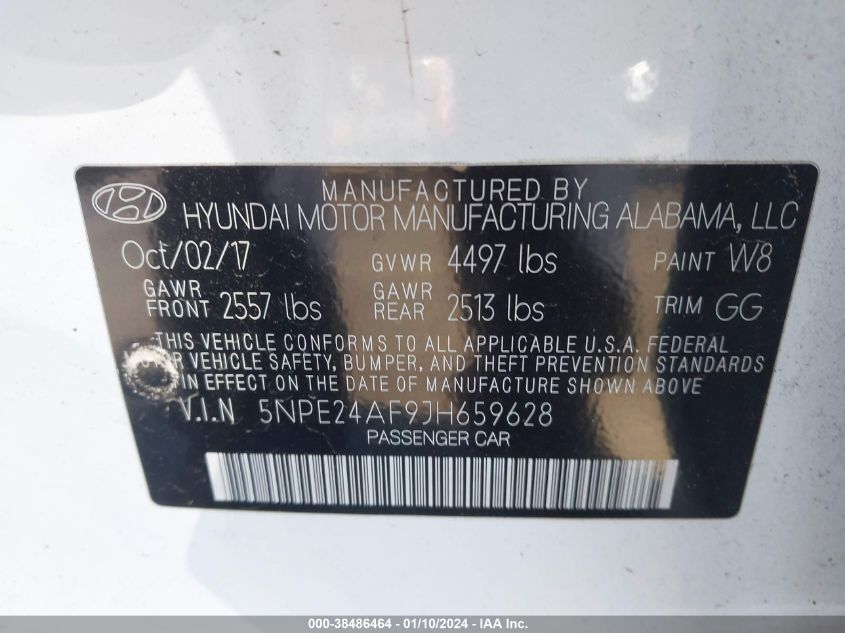 MANUFACTURED BY
HYUNDAI MOTOR MANUFACTURING ALABAMA, LLC
Oct/02/17 GVWR 4497 lbs PAINT W8
GAWR FRONT 2557 lbs GAWR REAR 2513 lbs TRIM GG
THIS VEHICLE CONFORMS TO ALL APPLICABLE U.S.A. FEDERAL
VEHICLE SAFETY, BUMPER, AND THEFT PREVENTION STANDARDS
IN EFFECT ON THE DATE OF MANUFACTURE SHOWN ABOVE.
V.I.N 5NPE24AF9JH659628
PASSENGER CAR
000-38486464 - 01/10/2024 - IAA Inc.